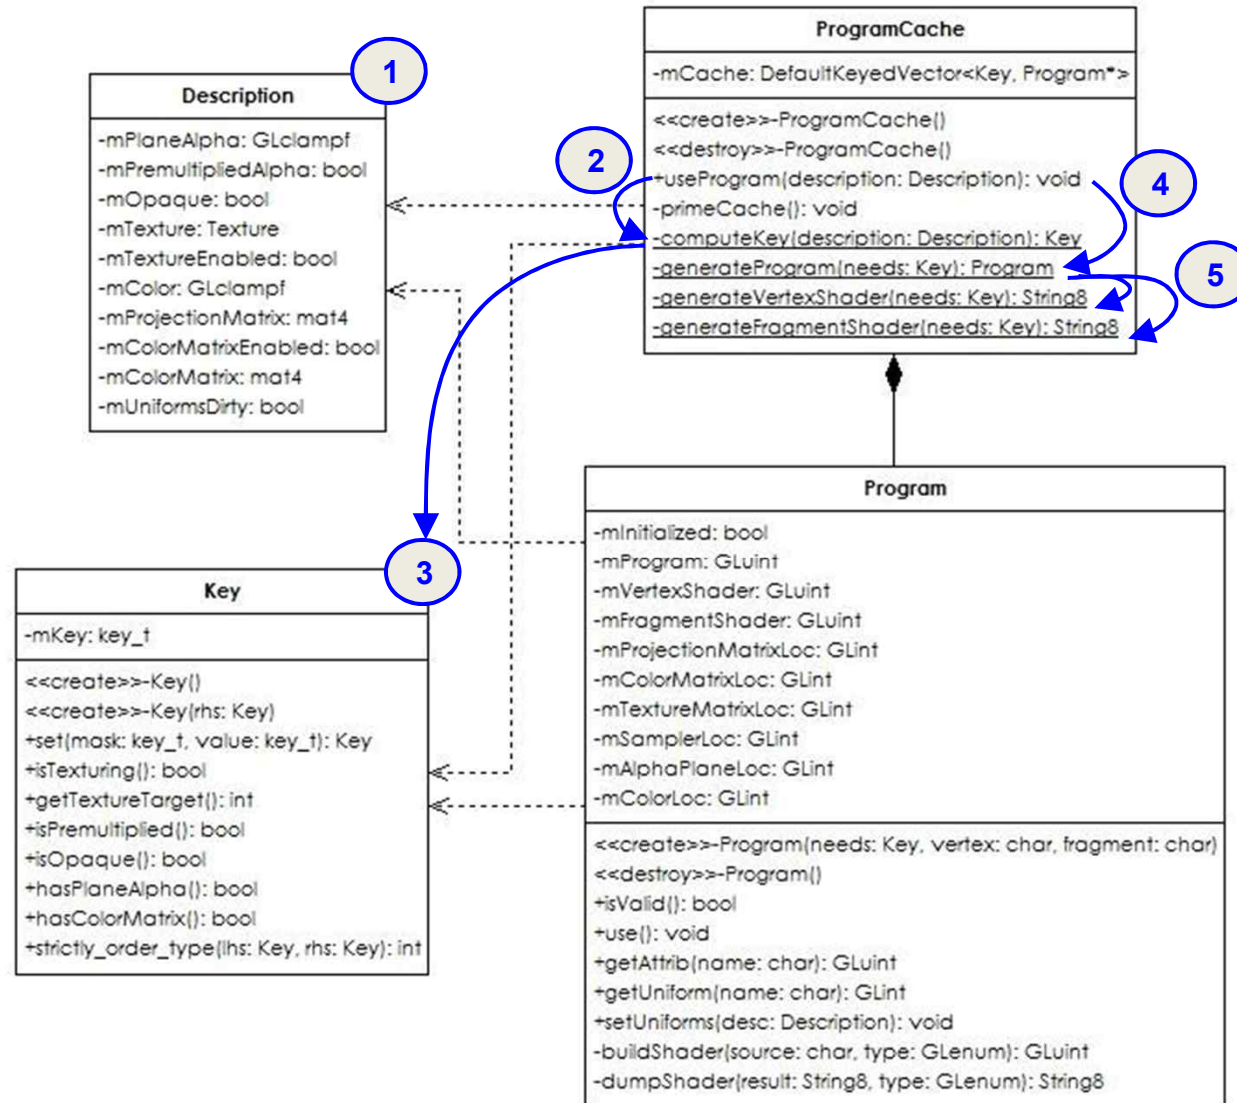 1
Description
-mPlaneAlpha: GLclampf
-mPremultipliedAlpha: bool
-mOpaque: bool
-mTexture: Texture
-mTextureEnabled: bool
-mColor: GLclampf
-mProjectionMatrix: mat4
-mColorMatrixEnabled: bool
-mColorMatrix: mat4
-mUniformsDirty: bool
ProgramCache
-mCache: DefaultKeyedVector<Key, Program*>
<<create>>-ProgramCache()
<<destroy>>-ProgramCache()
+useProgram(description: Description): void
-primeCache(): void
-computeKey(description: Description): Key
-generateProgram(needs: Key): Program
-generateVertexShader(needs: Key): String8
-generateFragmentShader(needs: Key): String8
2
4
5
3
Key
-mKey: key_t
<<create>>-Key()
<<create>>-Key(rhs: Key)
+set(mask: key_t, value: key_t): Key
+isTexturing(): bool
+getTextureTarget(): int
+isPremultiplied(): bool
+isOpaque(): bool
+hasPlaneAlpha(): bool
+hasColorMatrix(): bool
+strictly_order_type(lhs: Key, rhs: Key): int
Program
-mInitialized: bool
-mProgram: GLuint
-mVertexShader: GLuint
-mFragmentShader: GLuint
-mProjectionMatrixLoc: GLint
-mColorMatrixLoc: GLint
-mTextureMatrixLoc: GLint
-mSamplerLoc: GLint
-mAlphaPlaneLoc: GLint
-mColorLoc: GLint
<<create>>-Program(needs: Key, vertex: char, fragment: char)
<<destroy>>-Program()
+isValid(): bool
+use(): void
+getAttrib(name: char): GLuint
+getUniform(name: char): GLint
+setUniforms(desc: Description): void
-buildShader(source: char, type: GLenum): GLuint
-dumpShader(result: String8, type: GLenum): String8